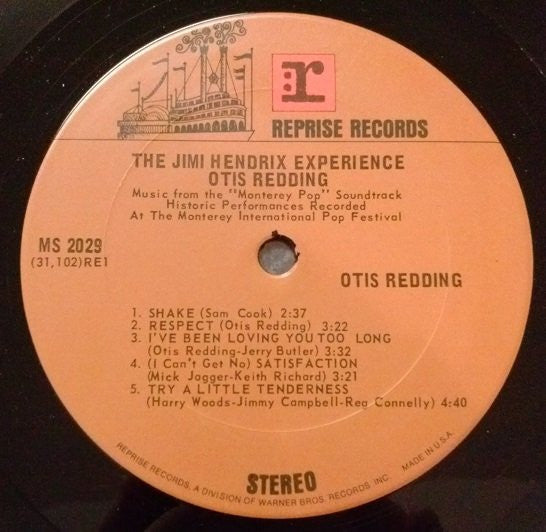 :r
REPRISE RECORDS
THE JIMI HENDRIX EXPERIENCE
OTIS REDDING
Music from the "Monterey Pop" Soundtrack
Historic Performances Recorded
At The Monterey International Pop Festival
MS 2029
(31,102)RE1
OTIS REDDING
1. SHAKE (Sam Cook) 2:37
2. RESPECT (Otis Redding) 3:22
3. I'VE BEEN LOVING YOU TOO LONG
(Otis Redding-Jerry Butler) 3:32
4. (I Can't Get No) SATISFACTION
(Mick Jagger-Keith Richard) 3:21
5. TRY A LITTLE TENDERNESS
(Harry Woods-Jimmy Campbell-Reg Connelly) 4:40
STEREO
REPRISE RECORDS, A DIVISION OF WARNER BROS. RECORDS, INC. MADE IN U.S.A.